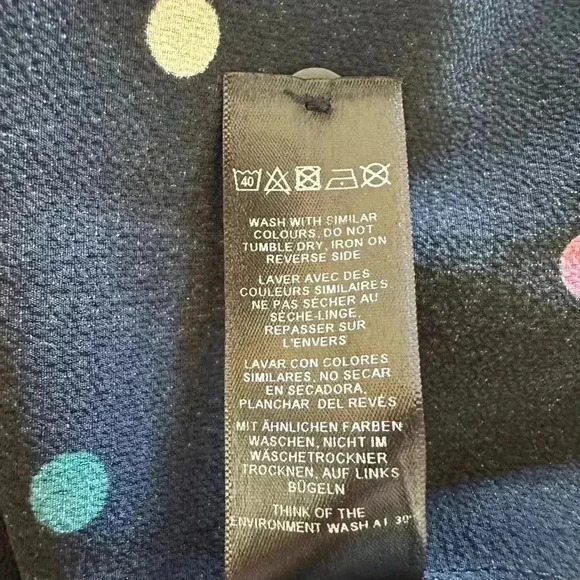 40
WASH WITH SIMILAR
COLOURS, DO NOT
TUMBLE DRY, IRON ON
REVERSE SIDE
LAVER AVEC DES
COULEURS SIMILAIRES
NE PAS SÉCHER AU
SÈCHE-LINGE,
REPASSER SUR
L'ENVERS
LAVAR CON COLORES
SIMILARES, NO SECAR
EN SECADORA,
PLANCHAR DEL REVÉS
MIT ÄHNLICHEN FARBEN
WASCHEN, NICHT IM
WÄSCHETROCKNER
TROCKNEN, AUF LINKS
BÜGELN
THINK OF THE
ENVIRONMENT WASH AT 30°